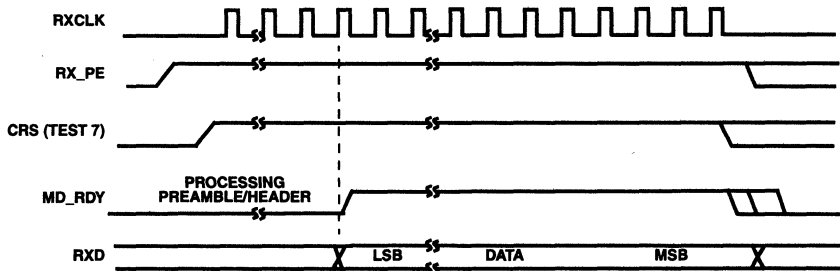 RXCLK
RX_PE
CRS (TEST 7)
PROCESSING
PREAMBLE/HEADER
MD_RDY
RXD
LSB DATA MSB